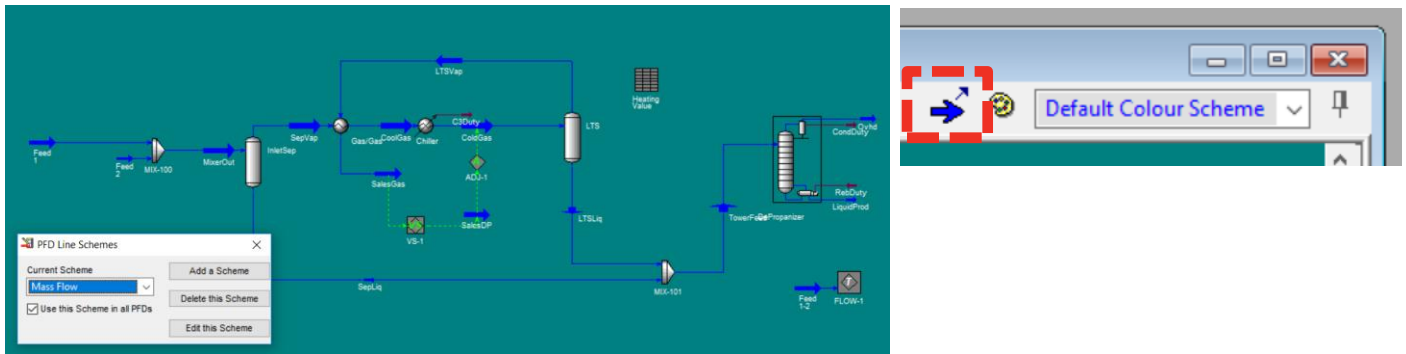 LTSVap
Heating
Value
SepVap
Gas/Gas
CoolGas
Chiller
C3Duty
ColdGas
LTS
CondDuty
Ovhd
Feed
1
Feed
2
MIX-100
MixerOut
InletSep
SalesGas
ADJ-1
RebDuty
LiquidProd
VS-1
SalesDP
LTSLiq
TowerFeed
DePropanizer
SepLiq
MIX-101
Feed
1-2
FLOW-1
PFD Line Schemes
Current Scheme
Mass Flow
Use this Scheme in all PFDs
Add a Scheme
Delete this Scheme
Edit this Scheme
Default Colour Scheme